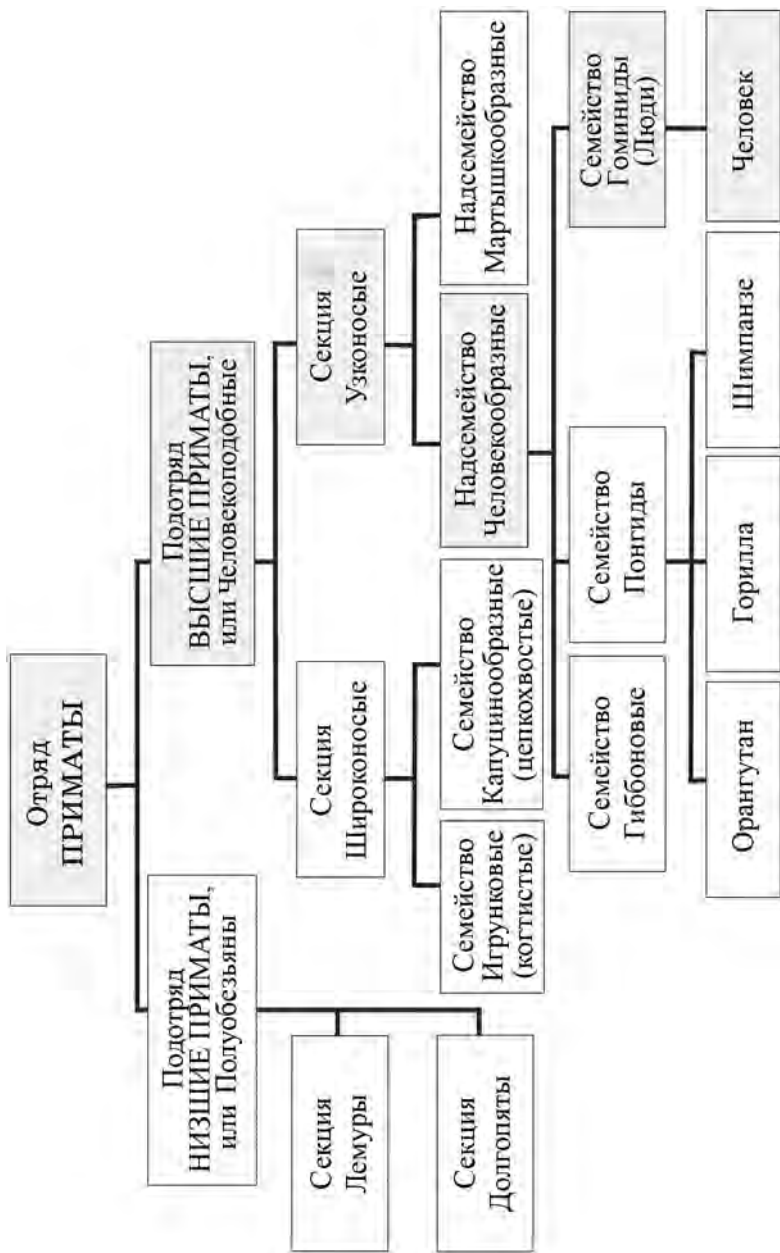 Отряд
ПРИМАТЫ
Подотряд
НИЗШИЕ ПРИМАТЫ,
или Полуобезьяны
Подотряд
ВЫСШИЕ ПРИМАТЫ,
или Человекоподобные
Секция
Лемуры
Секция
Долгопяты
Секция
Широконосые
Секция
Узконосые
Семейство
Игрунковые
(когтистые)
Семейство
Капуцинообразные
(цепкохвостые)
Надсемейство
Человекообразные
Надсемейство
Мартышкообразные
Семейство
Гиббоновые
Семейство
Понгиды
Семейство
Гоминиды
(Люди)
Орангутан
Горилла
Шимпанзе
Человек